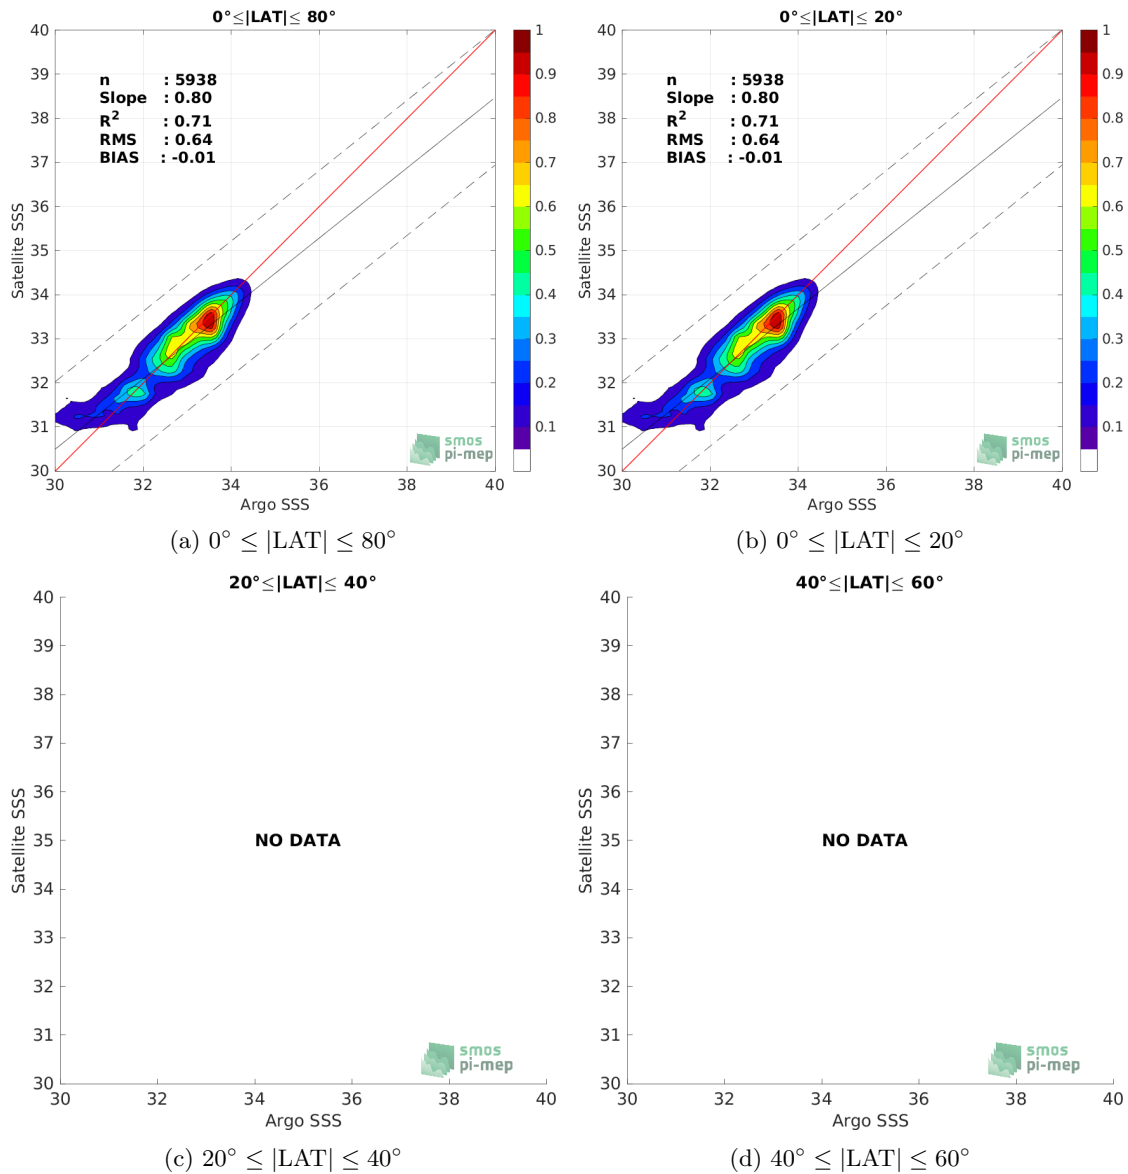 0°≤|LAT|≤ 80°
40
39
38
37
36
35
34
33
32
31
30
Satellite SSS
n : 5938
Slope : 0.80
R² : 0.71
RMS : 0.64
BIAS : -0.01
smos
pi-mep
30 32 34 36 38 40
Argo SSS
1
0.9
0.8
0.7
0.6
0.5
0.4
0.3
0.2
0.1
(a) 0° ≤ |LAT| ≤ 80°
0°≤|LAT|≤ 20°
40
39
38
37
36
35
34
33
32
31
30
Satellite SSS
n : 5938
Slope : 0.80
R² : 0.71
RMS : 0.64
BIAS : -0.01
smos
pi-mep
30 32 34 36 38 40
Argo SSS
1
0.9
0.8
0.7
0.6
0.5
0.4
0.3
0.2
0.1
(b) 0° ≤ |LAT| ≤ 20°
20°≤|LAT|≤ 40°
40
39
38
37
36
35
34
33
32
31
30
Satellite SSS
NO DATA
smos
pi-mep
30 32 34 36 38 40
Argo SSS
(c) 20° ≤ |LAT| ≤ 40°
40°≤|LAT|≤ 60°
40
39
38
37
36
35
34
33
32
31
30
Satellite SSS
NO DATA
smos
pi-mep
30 32 34 36 38 40
Argo SSS
(d) 40° ≤ |LAT| ≤ 60°